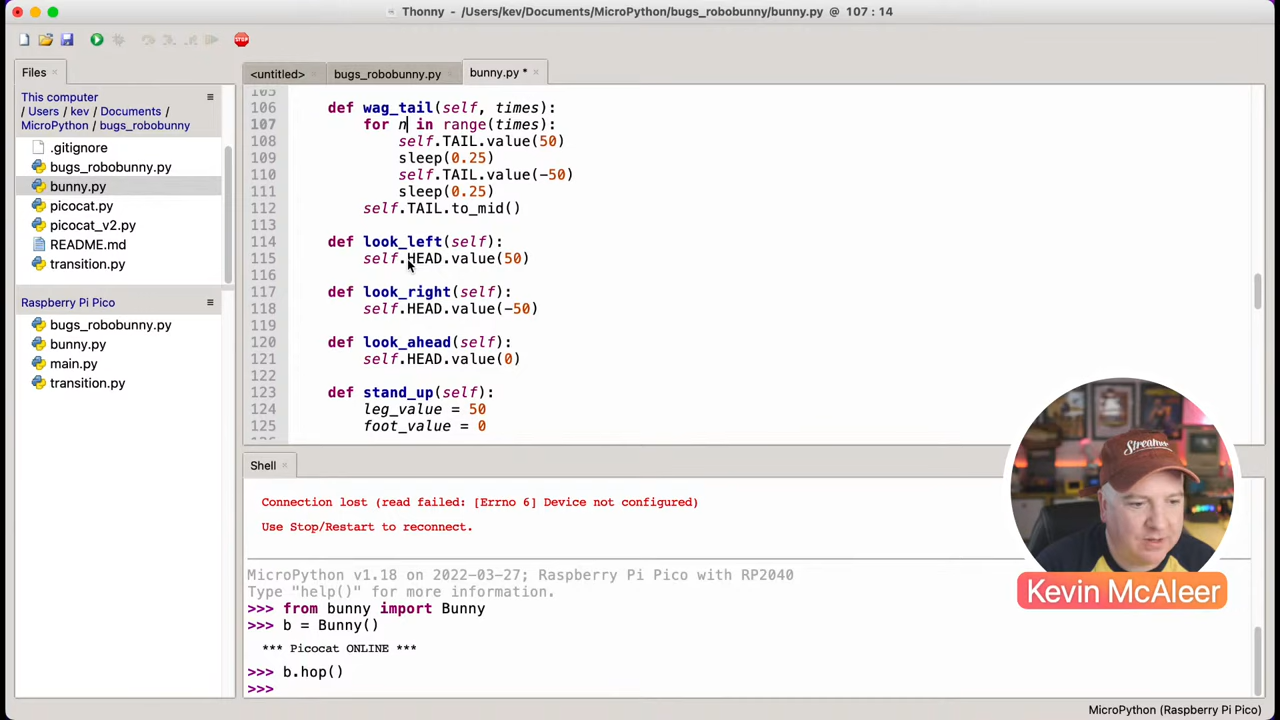 Thonny - /Users/kev/Documents/MicroPython/bugs_robobunny/bunny.py @ 107 : 14
STOP
Files
<untitled>
bugs_robobunny.py
bunny.py *
This computer
/ Users / kev / Documents /
MicroPython / bugs_robobunny
.gitignore
bugs_robobunny.py
bunny.py
picocat.py
picocat_v2.py
README.md
transition.py
Raspberry Pi Pico
bugs_robobunny.py
bunny.py
main.py
transition.py
105
106 def wag_tail(self, times):
107 for n in range(times):
108 self.TAIL.value(50)
109 sleep(0.25)
110 self.TAIL.value(-50)
111 sleep(0.25)
112 self.TAIL.to_mid()
113
114 def look_left(self):
115 self.HEAD.value(50)
116
117 def look_right(self):
118 self.HEAD.value(-50)
119
120 def look_ahead(self):
121 self.HEAD.value(0)
122
123 def stand_up(self):
124 leg_value = 50
125 foot_value = 0
Shell
Connection lost (read failed: [Errno 6] Device not configured)
Use Stop/Restart to reconnect.
MicroPython v1.18 on 2022-03-27; Raspberry Pi Pico with RP2040
Type "help()" for more information.
>>> from bunny import Bunny
>>> b = Bunny()
*** Picocat ONLINE ***
>>> b.hop()
>>>
Kevin McAleer
MicroPython (Raspberry Pi Pico)